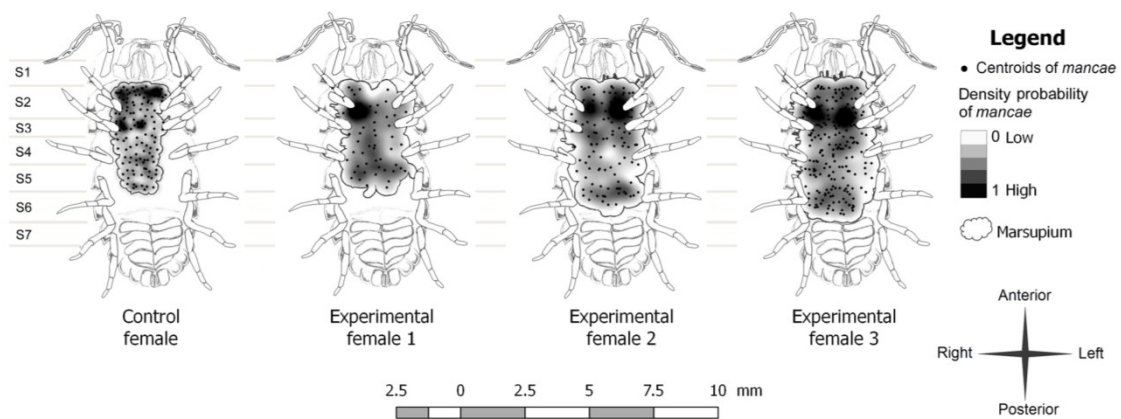 S1
S2
S3
S4
S5
S6
S7
Control
female
Experimental
female 1
Experimental
female 2
Experimental
female 3
Legend
Centroids of mancae
Density probability
of mancae
0 Low
1 High
Marsupium
Anterior
Right
Left
Posterior
2.5 0 2.5 5 7.5 10 mm